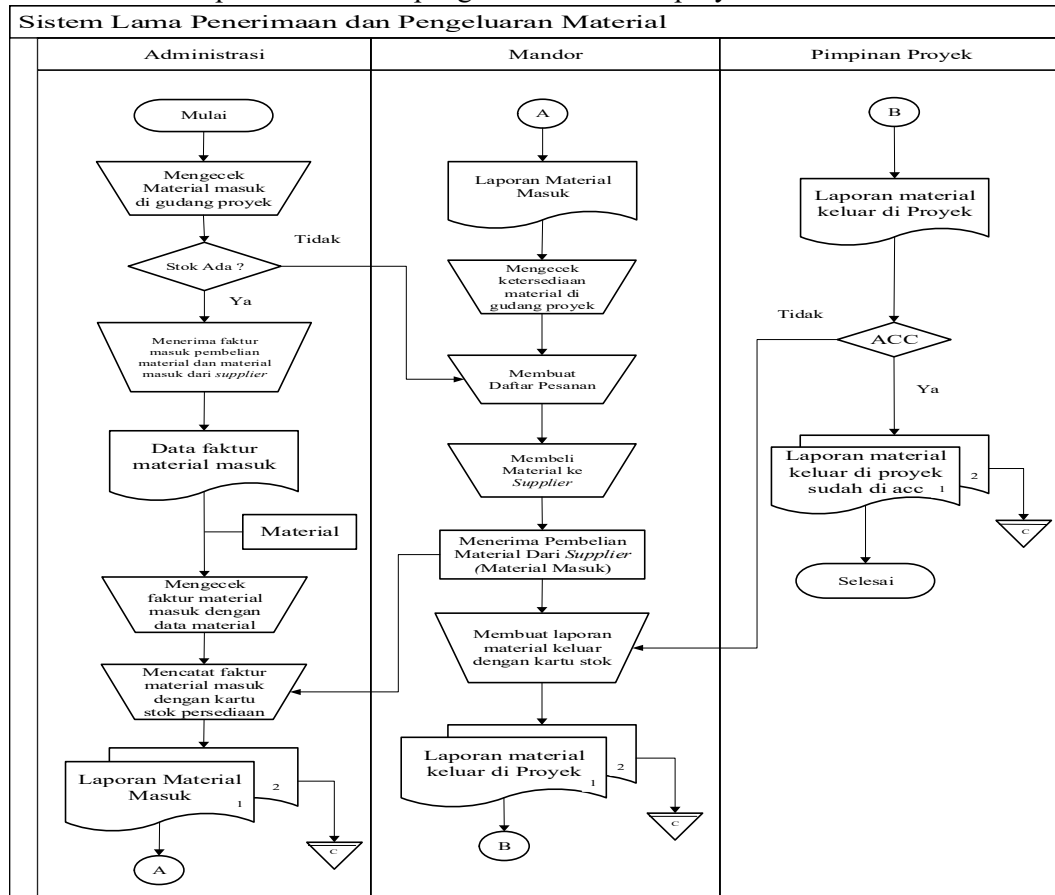 Sistem Lama Penerimaan dan Pengeluaran Material
Administrasi
Mandor
Pimpinan Proyek
Mulai
Mengecek
Material masuk
di gudang proyek
Stok Ada ?
Tidak
Ya
Menerima faktur
masuk pembelian
material dan material
masuk dari supplier
Data faktur
material masuk
Material
Mengecek
faktur material
masuk dengan
data material
Mencatat faktur
material masuk
dengan kartu
stok persediaan
Laporan Material
Masuk
1
2
C
A
A
Laporan Material
Masuk
Mengecek
ketersediaan
material di
gudang proyek
Membuat
Daftar Pesanan
Membeli
Material ke
Supplier
Menerima Pembelian
Material Dari Supplier
(Material Masuk)
Membuat laporan
material keluar
dengan kartu stok
Laporan material
keluar di Proyek
1
2
C
B
B
Laporan material
keluar di Proyek
Tidak
ACC
Ya
Laporan material
keluar di proyek
sudah di acc
1
2
C
Selesai